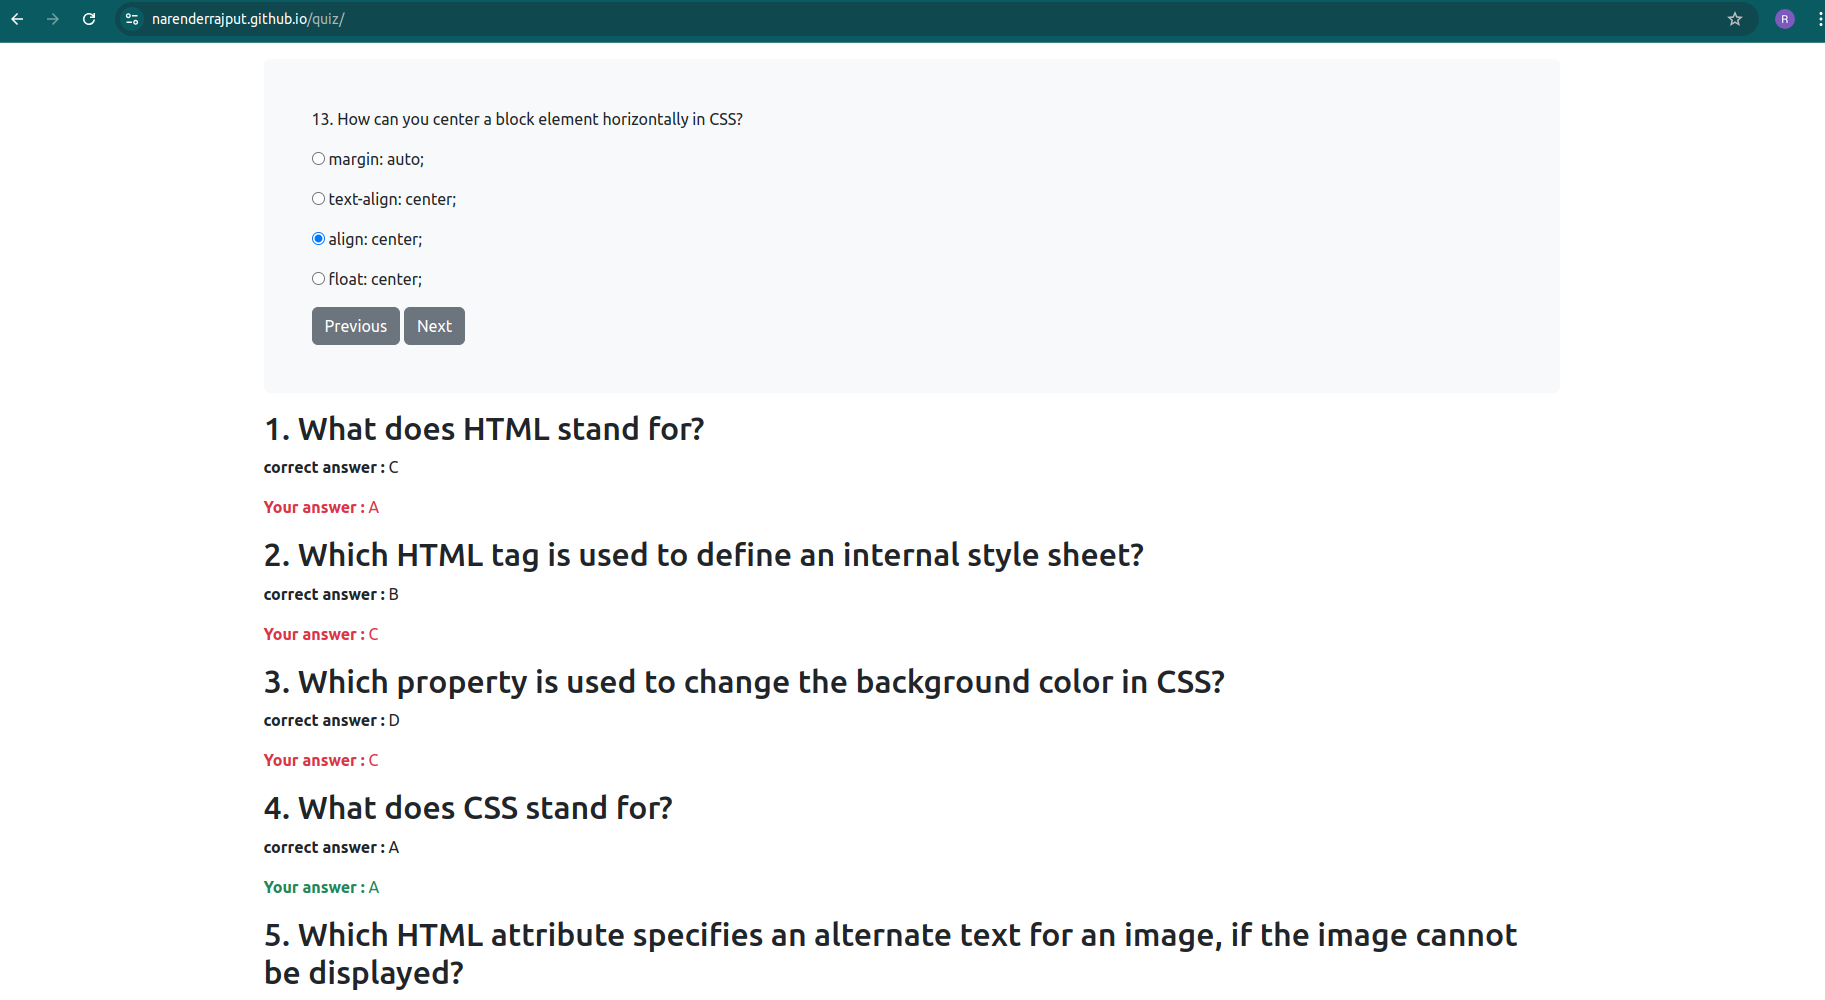 narenderrajput.github.io/quiz/
R
13. How can you center a block element horizontally in CSS?
margin: auto;
text-align: center;
align: center;
float: center;
Previous Next
1. What does HTML stand for?
correct answer : C
Your answer : A
2. Which HTML tag is used to define an internal style sheet?
correct answer : B
Your answer : C
3. Which property is used to change the background color in CSS?
correct answer : D
Your answer : C
4. What does CSS stand for?
correct answer : A
Your answer : A
5. Which HTML attribute specifies an alternate text for an image, if the image cannot
be displayed?